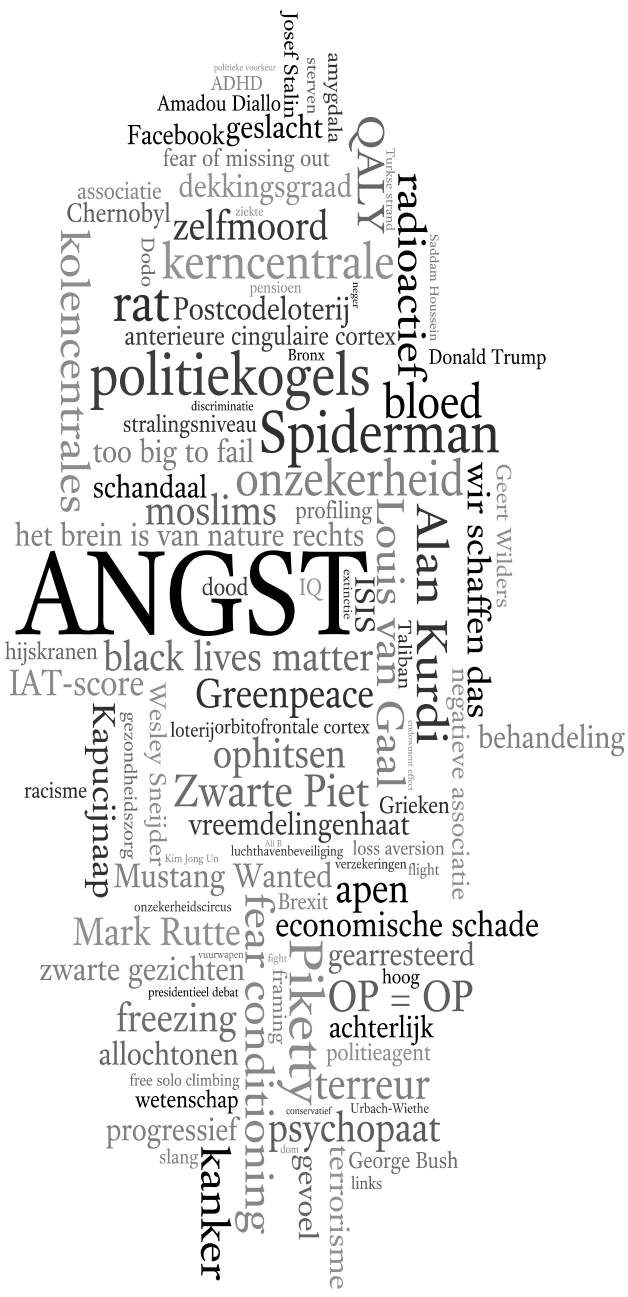 Josef Stalin
politieke voorkeur
sterven
amygdala
ADHD
Amadou Diallo
Facebook
geslacht
QALY
fear of missing out
Turkse strand
associatie
dekkingsgraad
radioactief
Chernobyl
ziekte
zelfmoord
kolencentrales
Dodo
kerncentrale
Saddam Houssein
pensioen
neger
rat
Postcodeloterij
anterieure cingulaire cortex
Bronx
Donald Trump
politiekogels
bloed
discriminatie
stralingsniveau
Spiderman
too big to fail
onzekerheid
schandaal
wir schaffen das
Geert Wilders
moslims
profiling
Louis van Gaal
Alan Kurdi
het brein is van nature rechts
ANGST
dood
IQ
extinctie
ISIS
Taliban
hijskranen
black lives matter
IAT-score
Greenpeace
negatieve associatie
Kapucijnaap
gezondheidszorg
Wesley Sneijder
loterij
orbitofrontale cortex
endowment effect
behandeling
ophitsen
racisme
Zwarte Piet
Grieken
vreemdelingenhaat
Ali B
luchthavenbeveiliging
loss aversion
Kim Jong Un
verzekeringen
flight
Mustang Wanted
apen
Brexit
onzekerheidscircus
fear conditioning
Mark Rutte
economische schade
vuurwapen
fight
Piketty
gearresteerd
zwarte gezichten
framing
hoog
presidentieel debat
OP = OP
freezing
achterlijk
allochtonen
politieagent
free solo climbing
terreur
wetenschap
conservatief
Urbach-Wiethe
progressief
psychopaat
slang
kanker
dom
gevoel
terrorisme
George Bush
links